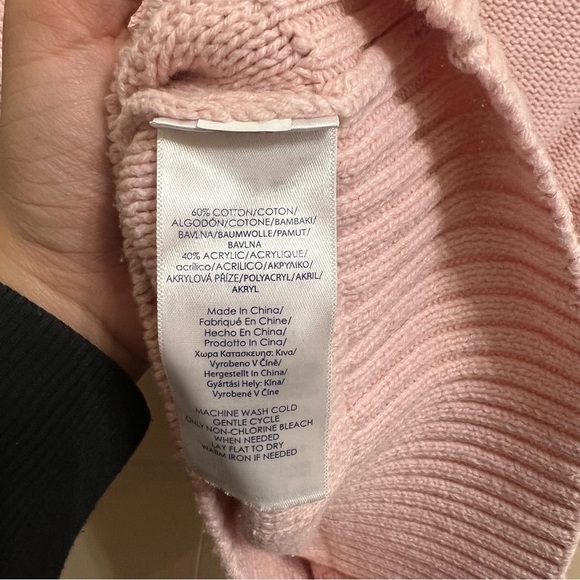 60% COTTON/COTON/
ALGODÓN/COTONE/BAMBAKI/
BAVLNA/BAUMWOLLE/PAMUT/
BAVLNA
40% ACRYLIC/ACRYLIQUE/
acrílico/ACRILICO/ΑΚΡΥΛΙΚΟ/
AKRYLOVÁ PŘÍZE/POLYACRYL/AKRIL/
AKRYL
Made In China/
Fabriqué En Chine/
Hecho En China/
Prodotto In Cina/
Χωρα Κατασκευησ: Κινα/
Vyrobeno V Číně/
Hergestellt In China/
Gyártási Hely: Kína/
Vyrobené V Číne
MACHINE WASH COLD
GENTLE CYCLE
ONLY NON-CHLORINE BLEACH
WHEN NEEDED
LAY FLAT TO DRY
WARM IRON IF NEEDED